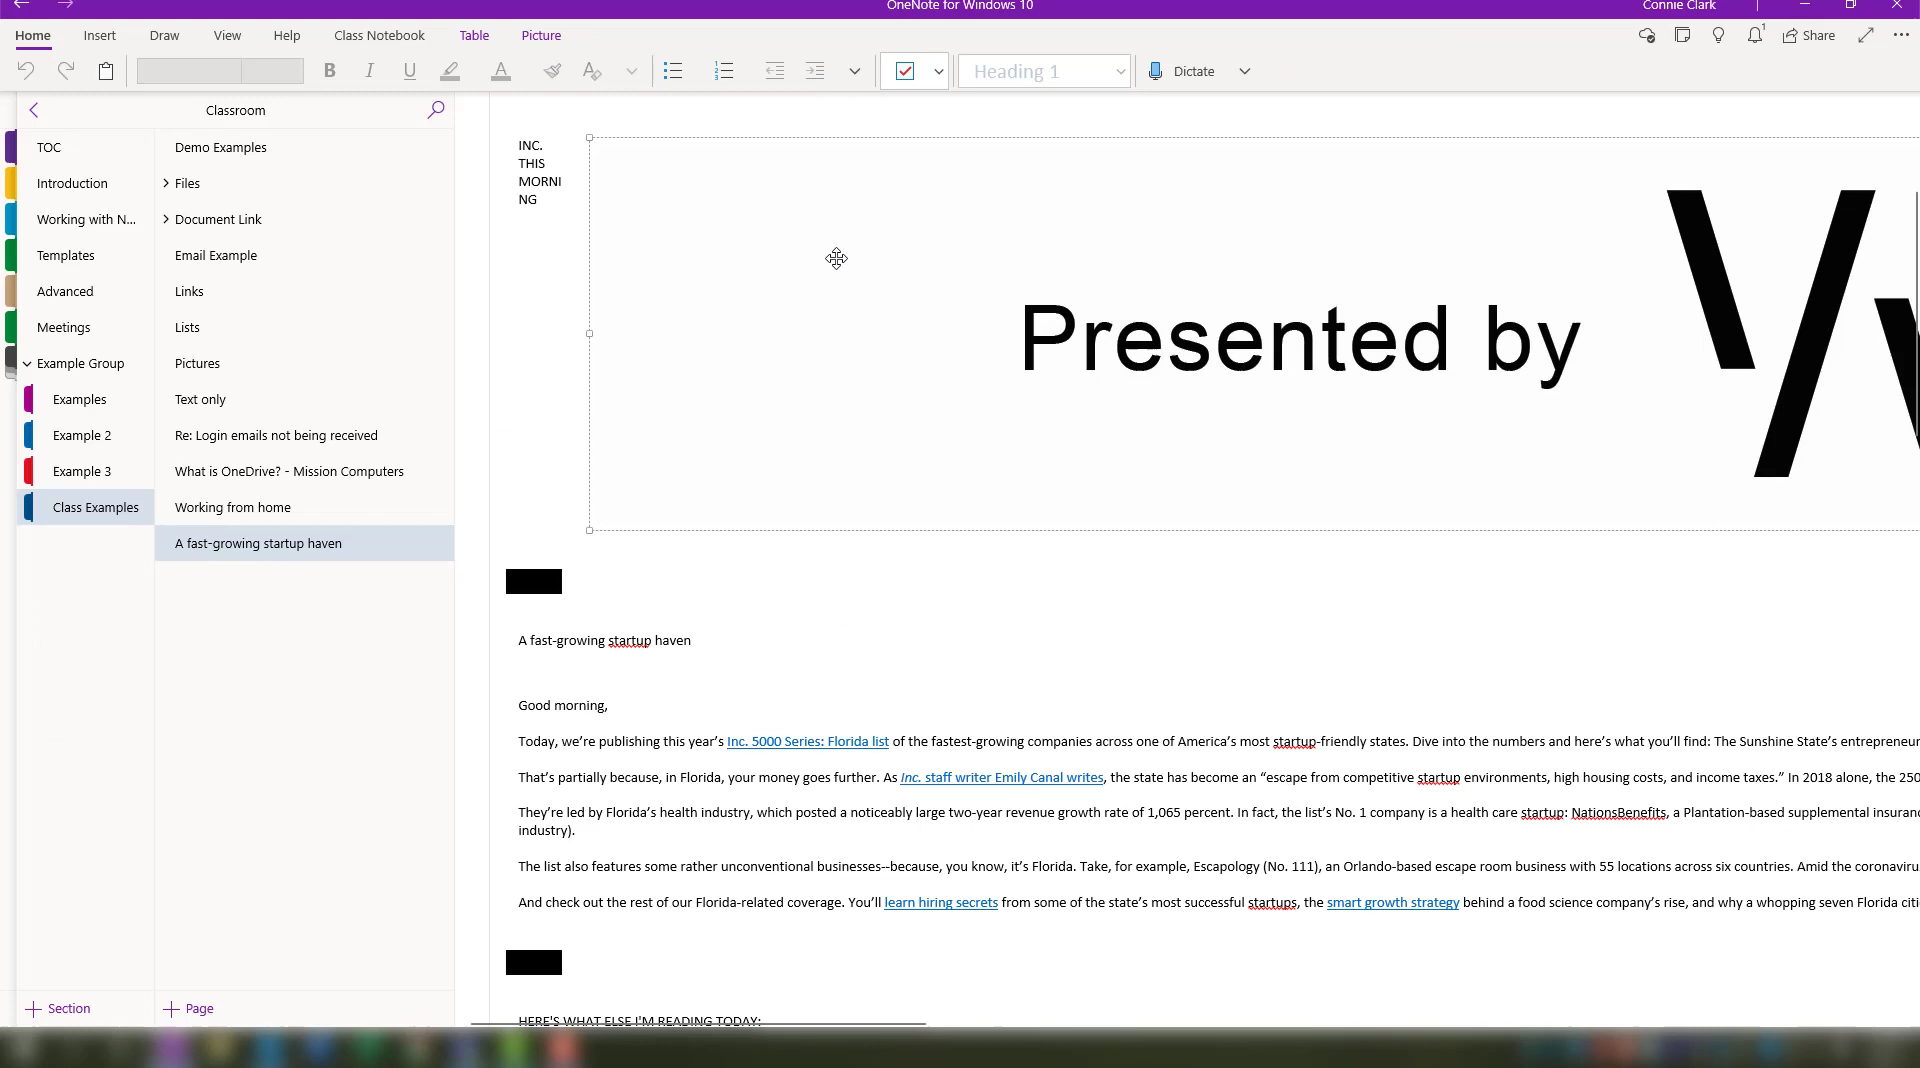 OneNote for Windows 10
Connie Clark
Home Insert Draw View Help Class Notebook Table Picture
Share
B I U A A
Heading 1
Dictate
Classroom
TOC
Introduction
Working with N...
Templates
Advanced
Meetings
Example Group
Examples
Example 2
Example 3
Class Examples
Section
Demo Examples
Files
Document Link
Email Example
Links
Lists
Pictures
Text only
Re: Login emails not being received
What is OneDrive? - Mission Computers
Working from home
A fast-growing startup haven
Page
INC.
THIS
MORNI
NG
Presented by
A fast-growing startup haven
Good morning,
Today, we’re publishing this year’s Inc. 5000 Series: Florida list of the fastest-growing companies across one of America’s most startup-friendly states. Dive into the numbers and here’s what you’ll find: The Sunshine State’s entrepreneur
That’s partially because, in Florida, your money goes further. As Inc. staff writer Emily Canal writes, the state has become an “escape from competitive startup environments, high housing costs, and income taxes.” In 2018 alone, the 250
They’re led by Florida’s health industry, which posted a noticeably large two-year revenue growth rate of 1,065 percent. In fact, the list’s No. 1 company is a health care startup: NationsBenefits, a Plantation-based supplemental insuranc
industry).
The list also features some rather unconventional businesses--because, you know, it’s Florida. Take, for example, Escapology (No. 111), an Orlando-based escape room business with 55 locations across six countries. Amid the coronaviru
And check out the rest of our Florida-related coverage. You’ll learn hiring secrets from some of the state’s most successful startups, the smart growth strategy behind a food science company’s rise, and why a whopping seven Florida citi
HERE'S WHAT ELSE I'M READING TODAY: